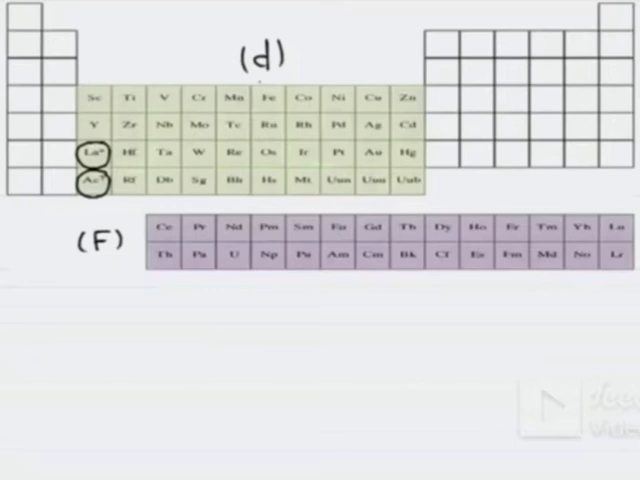 (d)
Sc Ti V Cr Mn Fe Co Ni Cu Zn
Y Zr Nb Mo Tc Ru Rh Pd Ag Cd
La* Hf Ta W Re Os Ir Pt Au Hg
Ac† Rf Db Sg Bh Hs Mt Uun Uuu Uub
(F)
Ce Pr Nd Pm Sm Eu Gd Tb Dy Ho Er Tm Yb Lu
Th Pa U Np Pu Am Cm Bk Cf Es Fm Md No Lr